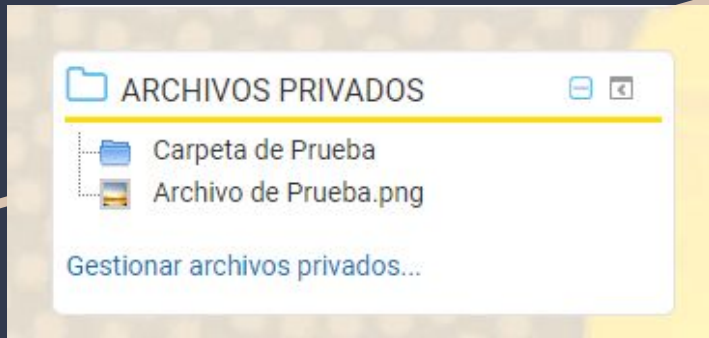 ARCHIVOS PRIVADOS
Carpeta de Prueba
Archivo de Prueba.png
Gestionar archivos privados...